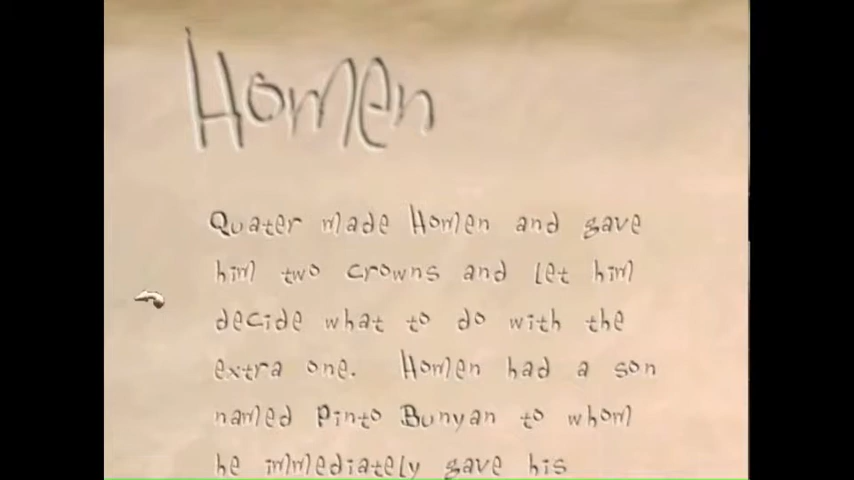 Homen
Quater made Homen and gave
him two crowns and let him
decide what to do with the
extra one. Homen had a son
named Pinto Bunyan to whom
he immediately gave his